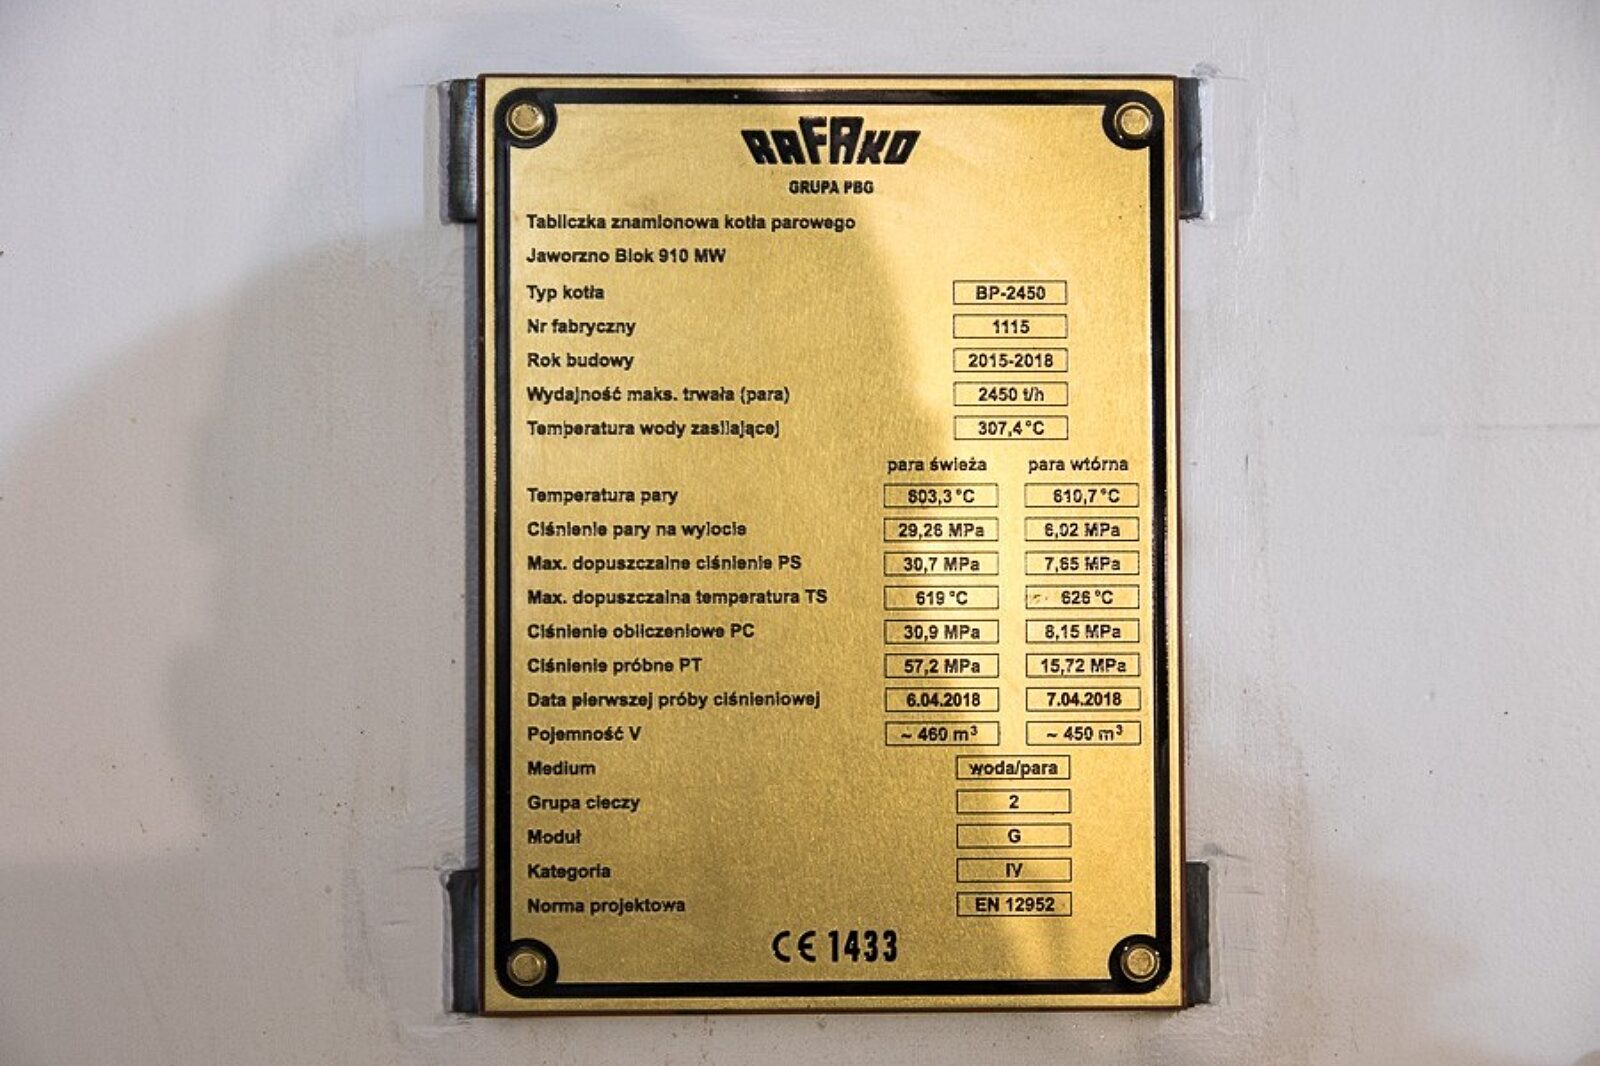 RAFAKO
GRUPA PBG
Tabliczka znamionowa kotła parowego
Jaworzno Blok 910 MW
Typ kotła BP-2450
Nr fabryczny 1115
Rok budowy 2015-2018
Wydajność maks. trwała (para) 2450 t/h
Temperatura wody zasilającej 307,4°C
para świeża para wtórna
Temperatura pary 603,3°C 610,7°C
Ciśnienie pary na wylocie 29,26 MPa 6,02 MPa
Max. dopuszczalne ciśnienie PS 30,7 MPa 7,65 MPa
Max. dopuszczalna temperatura TS 619°C 626°C
Ciśnienie obliczeniowe PC 30,9 MPa 8,15 MPa
Ciśnienie próbne PT 57,2 MPa 15,72 MPa
Data pierwszej próby ciśnieniowej 6.04.2018 7.04.2018
Pojemność V ~ 460 m³ ~ 450 m³
Medium woda/para
Grupa cieczy 2
Moduł G
Kategoria IV
Norma projektowa EN 12952
CE 1433